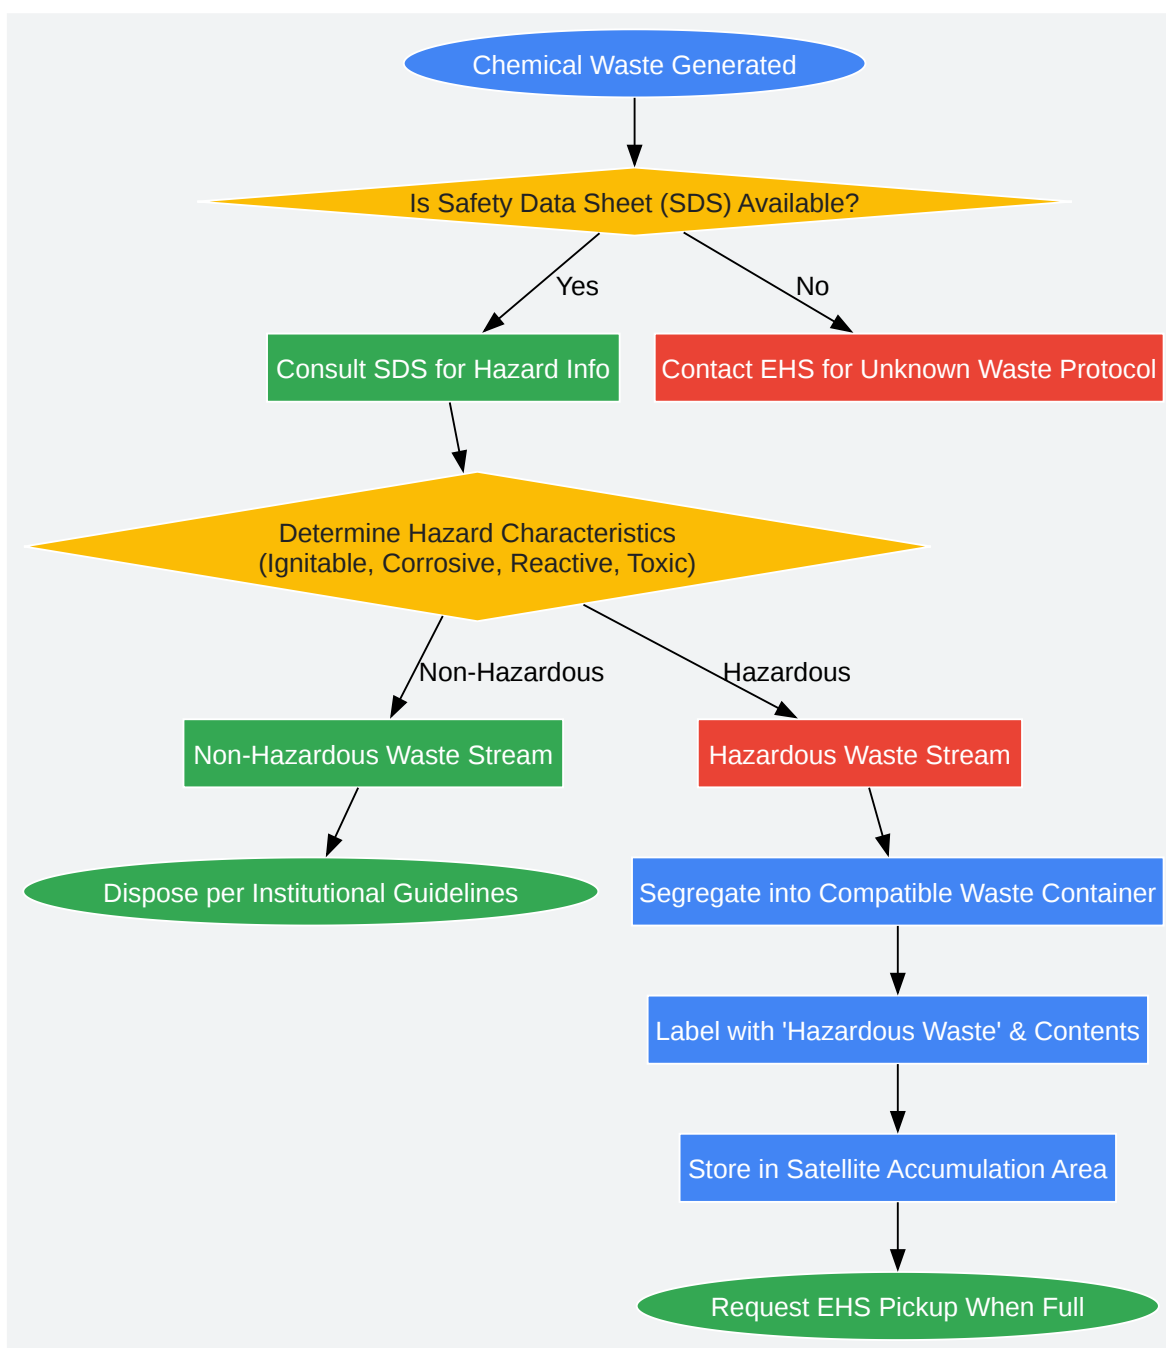 Chemical Waste Generated
Is Safety Data Sheet (SDS) Available?
Yes
No
Consult SDS for Hazard Info
Contact EHS for Unknown Waste Protocol
Determine Hazard Characteristics
(Ignitable, Corrosive, Reactive, Toxic)
Non-Hazardous
Hazardous
Non-Hazardous Waste Stream
Hazardous Waste Stream
Dispose per Institutional Guidelines
Segregate into Compatible Waste Container
Label with 'Hazardous Waste' & Contents
Store in Satellite Accumulation Area
Request EHS Pickup When Full